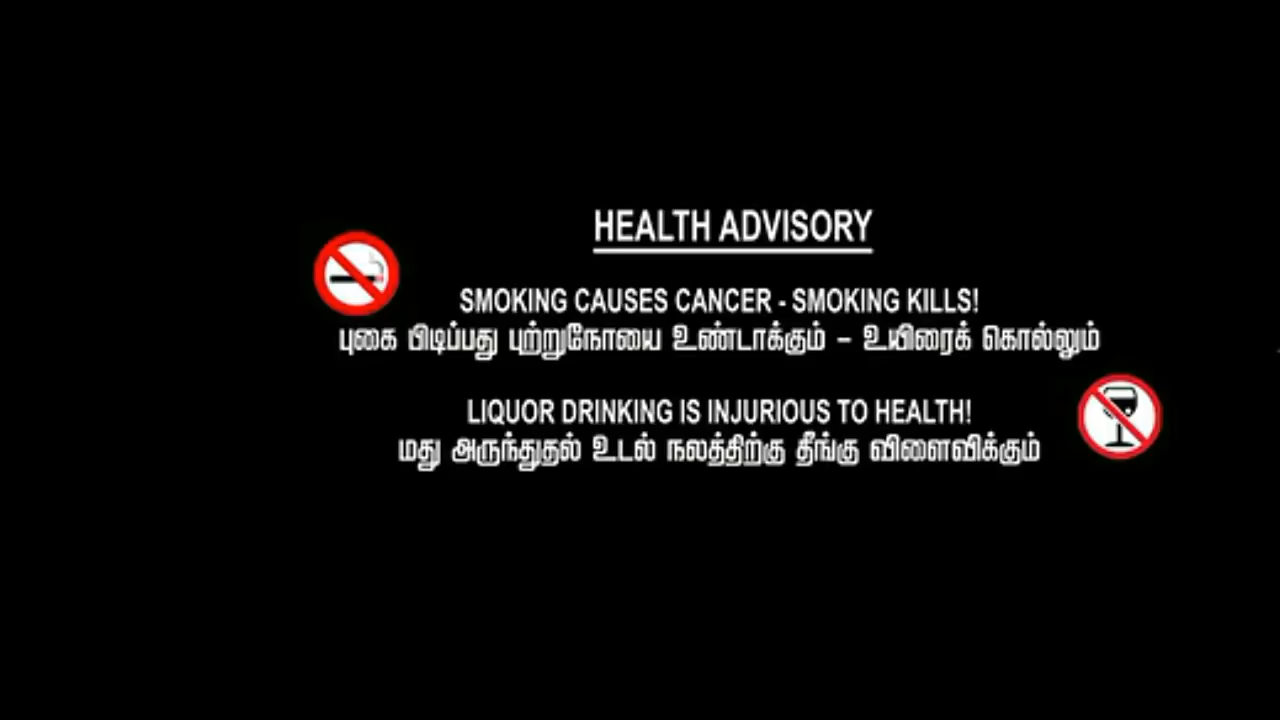 HEALTH ADVISORY
SMOKING CAUSES CANCER - SMOKING KILLS!
புகை பிடிப்பது புற்றுநோயை உண்டாக்கும் – உயிரைக் கொல்லும்
LIQUOR DRINKING IS INJURIOUS TO HEALTH!
மது அருந்துதல் உடல் நலத்திற்கு தீங்கு விளைவிக்கும்